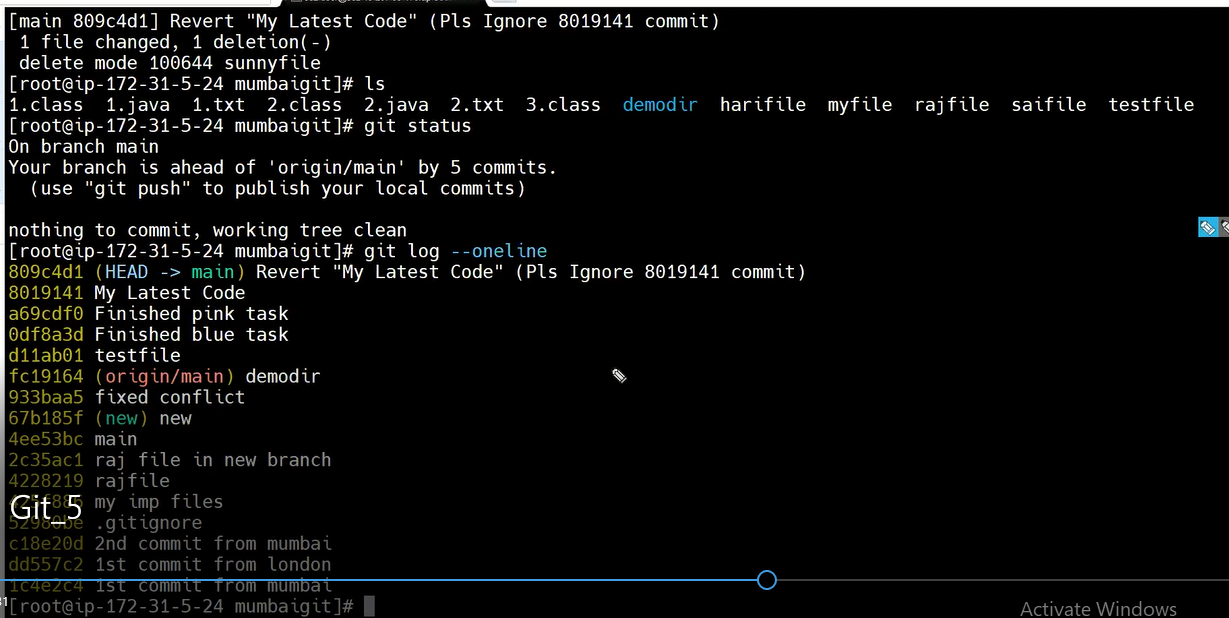 [main 809c4d1] Revert "My Latest Code" (Pls Ignore 8019141 commit)
1 file changed, 1 deletion(-)
delete mode 100644 sunnyfile
[root@ip-172-31-5-24 mumbaigit]# ls
1.class 1.java 1.txt 2.class 2.java 2.txt 3.class demodir harifile myfile rajfile saifile testfile
[root@ip-172-31-5-24 mumbaigit]# git status
On branch main
Your branch is ahead of 'origin/main' by 5 commits.
(use "git push" to publish your local commits)
nothing to commit, working tree clean
[root@ip-172-31-5-24 mumbaigit]# git log --oneline
809c4d1 (HEAD -> main) Revert "My Latest Code" (Pls Ignore 8019141 commit)
8019141 My Latest Code
a69cdf0 Finished pink task
0df8a3d Finished blue task
d11ab01 testfile
fc19164 (origin/main) demodir
933baa5 fixed conflict
67b185f (new) new
4ee53bc main
2c35ac1 raj file in new branch
4228219 rajfile
my imp files
Git_5
.gitignore
c18e20d 2nd commit from mumbai
dd557c2 1st commit from london
1c4e2c4 1st commit from mumbai
[root@ip-172-31-5-24 mumbaigit]#
Activate Windows